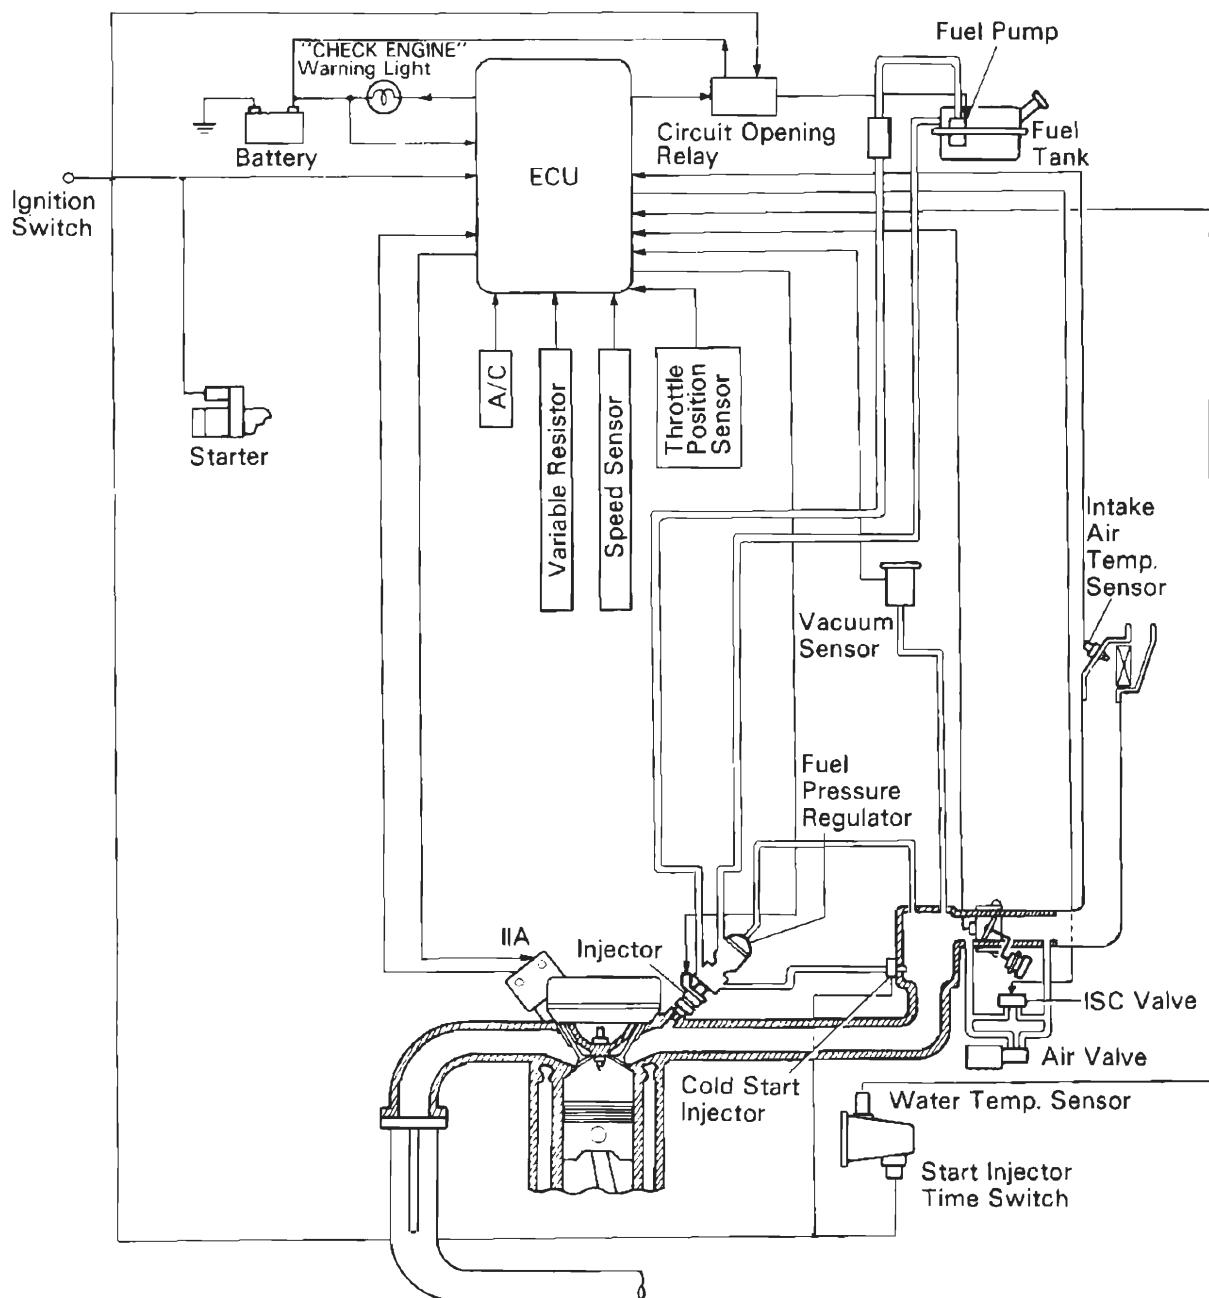 Fuel Pump
"CHECK ENGINE"
Warning Light
Battery
ECU
Circuit Opening
Relay
Fuel
Tank
Ignition
Switch
A/C
Variable Resistor
Speed Sensor
Throttle
Position
Sensor
Starter
Intake
Air
Temp.
Sensor
Vacuum
Sensor
Fuel
Pressure
Regulator
IIA
Injector
ISC Valve
Air Valve
Cold Start
Injector
Water Temp. Sensor
Start Injector
Time Switch